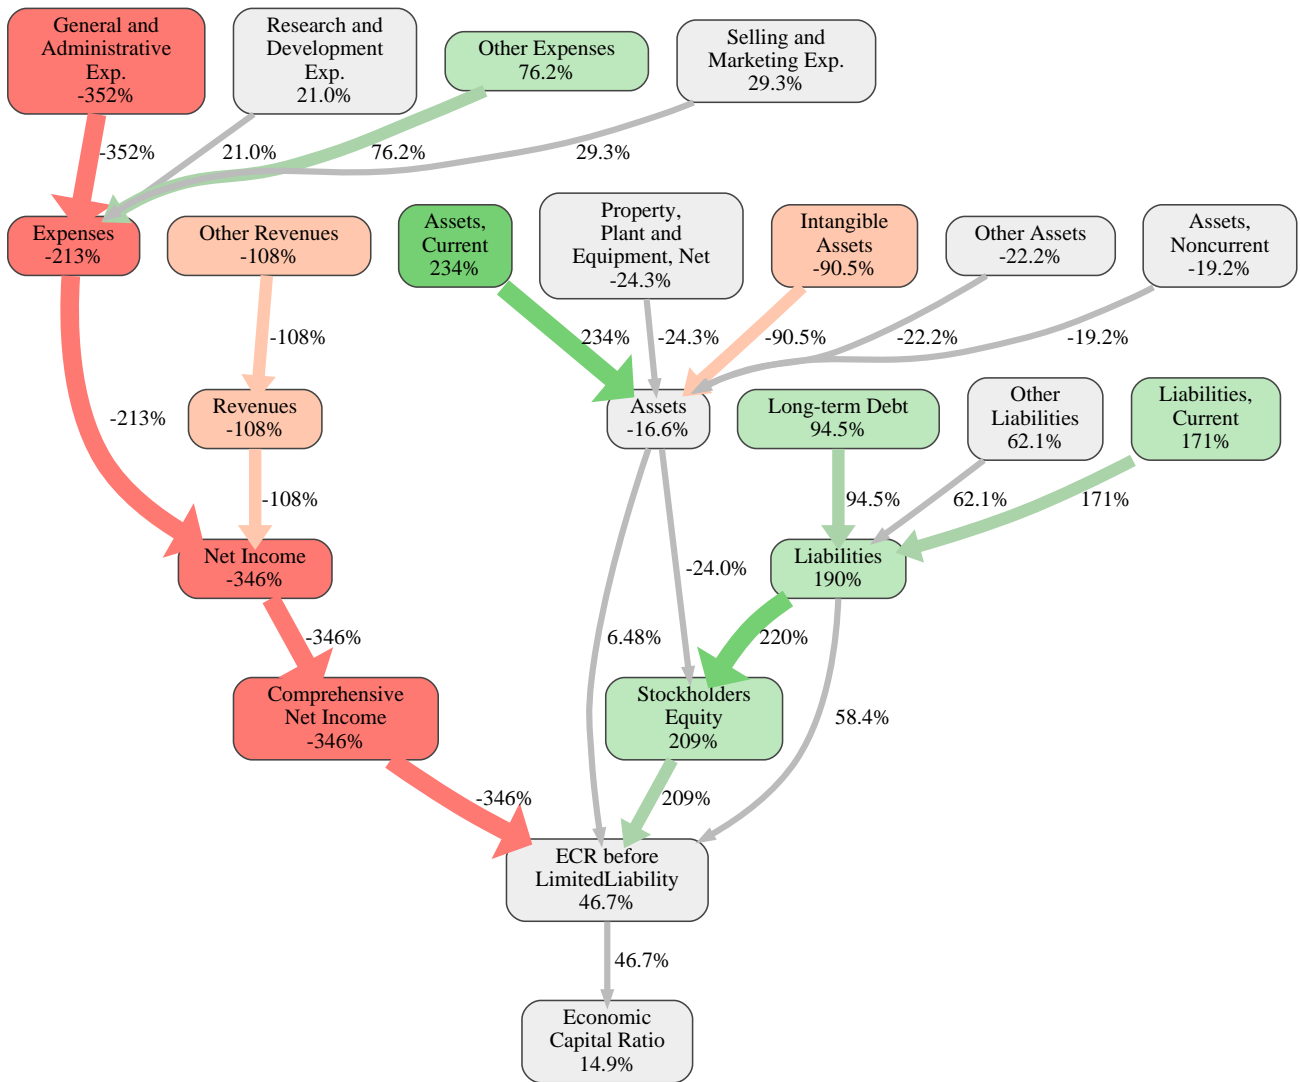 General and
Administrative
Exp.
-352%
Research and
Development
Exp.
21.0%
Other Expenses
76.2%
Selling and
Marketing Exp.
29.3%
-352%
21.0%
76.2%
29.3%
Expenses
-213%
Other Revenues
-108%
Assets,
Current
234%
Property,
Plant and
Equipment, Net
-24.3%
Intangible
Assets
-90.5%
Other Assets
-22.2%
Assets,
Noncurrent
-19.2%
-108%
234%
-24.3%
-90.5%
-22.2%
-19.2%
-213%
Revenues
-108%
Assets
-16.6%
Long-term Debt
94.5%
Other
Liabilities
62.1%
Liabilities,
Current
171%
-108%
94.5%
62.1%
171%
Net Income
-346%
-24.0%
Liabilities
190%
-346%
6.48%
220%
58.4%
Comprehensive
Net Income
-346%
Stockholders
Equity
209%
-346%
209%
ECR before
LimitedLiability
46.7%
46.7%
Economic
Capital Ratio
14.9%